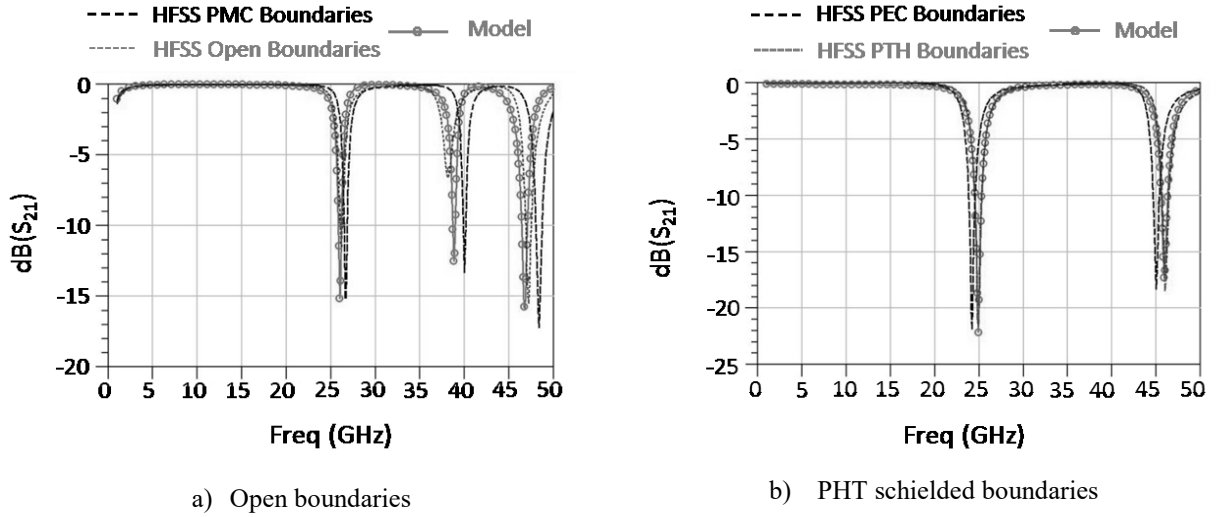 HFSS PMC Boundaries
HFSS Open Boundaries
Model
dB(S21)
0
−5
−10
−15
−20
0 5 10 15 20 25 30 35 40 45 50
Freq (GHz)
a) Open boundaries
HFSS PEC Boundaries
HFSS PTH Boundaries
Model
dB(S21)
0
−5
−10
−15
−20
−25
0 5 10 15 20 25 30 35 40 45 50
Freq (GHz)
b) PHT schielded boundaries